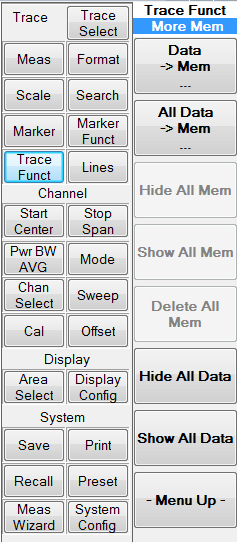 Trace
Trace
Select
Meas
Format
Scale
Search
Marker
Marker
Funct
Trace
Funct
Lines
Channel
Start
Center
Stop
Span
Pwr BW
AVG
Mode
Chan
Select
Sweep
Cal
Offset
Display
Area
Select
Display
Config
System
Save
Print
Recall
Preset
Meas
Wizard
System
Config
Trace Funct
More Mem
Data
-> Mem
...
All Data
-> Mem
...
Hide All Mem
Show All Mem
Delete All
Mem
Hide All Data
Show All Data
- Menu Up -